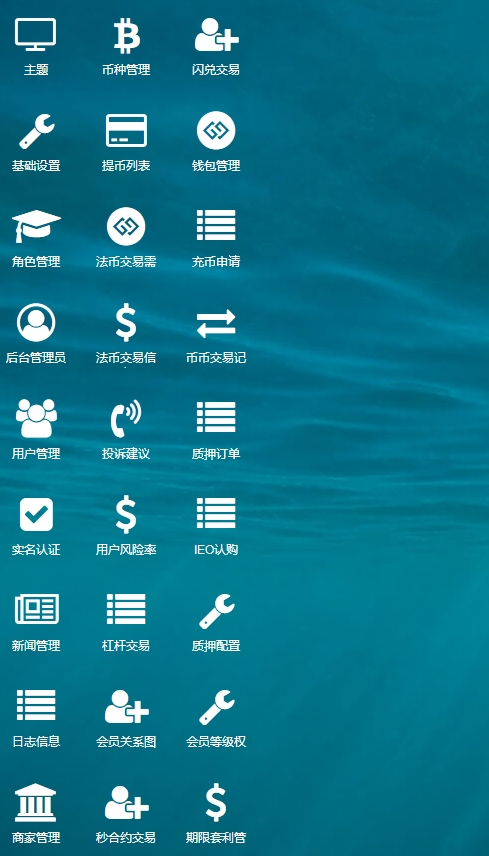 主题
币种管理
闪兑交易
基础设置
提币列表
钱包管理
角色管理
法币交易需
充币申请
后台管理员
法币交易信
币币交易记
用户管理
投诉建议
质押订单
实名认证
用户风险率
IEO认购
新闻管理
杠杆交易
质押配置
日志信息
会员关系图
会员等级权
商家管理
秒合约交易
期限套利管